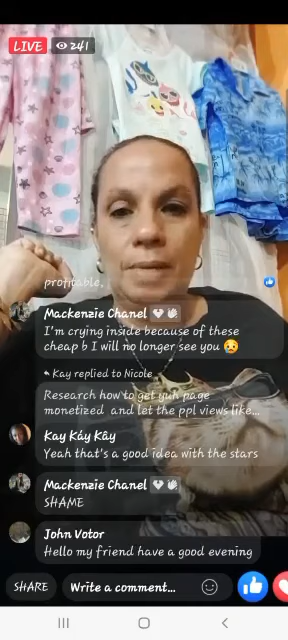 LIVE 241
profitable,
Mackenzie Chanel
I'm crying inside because of these
cheap b I will no longer see you 😢
Kay replied to Nicole
Research how to get yuh page
monetized and let the ppl views like...
Kay Káy Kây
Yeah that's a good idea with the stars
Mackenzie Chanel
SHAME
John Votor
Hello my friend have a good evening
SHARE Write a comment...